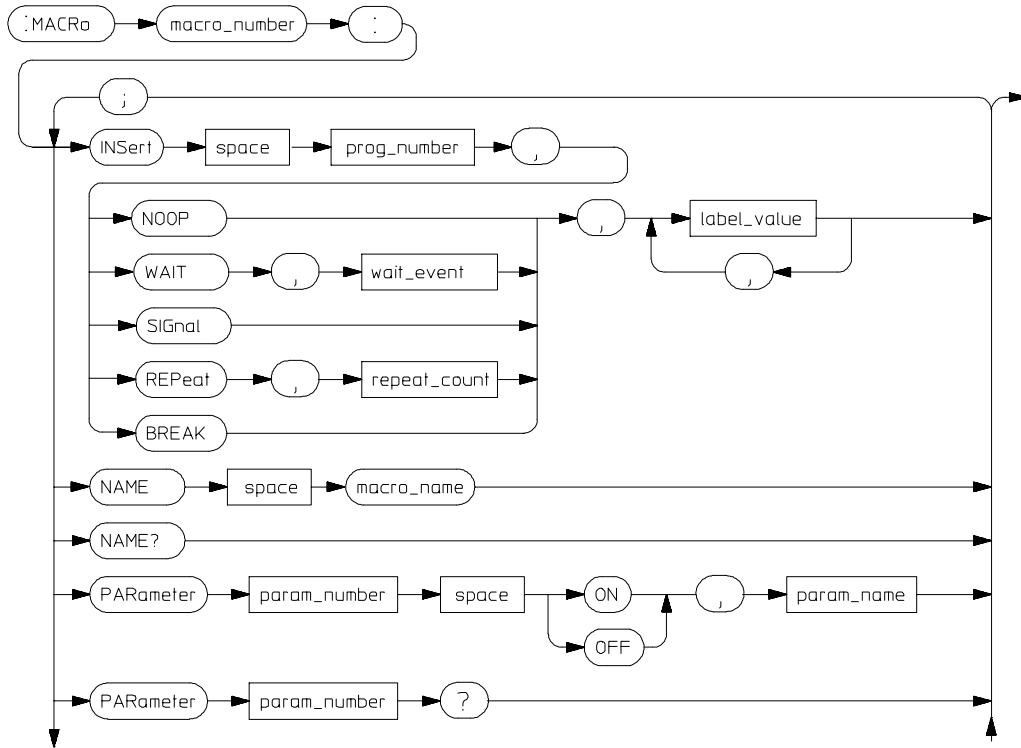 :MACRo macro_number :
;
INSert space prog_number ,
NOOP , label_value
WAIT , wait_event ,
SIGnal
REPeat , repeat_count
BREAK
NAME space macro_name
NAME?
PARameter param_number space ON , param_name
OFF
PARameter param_number ?